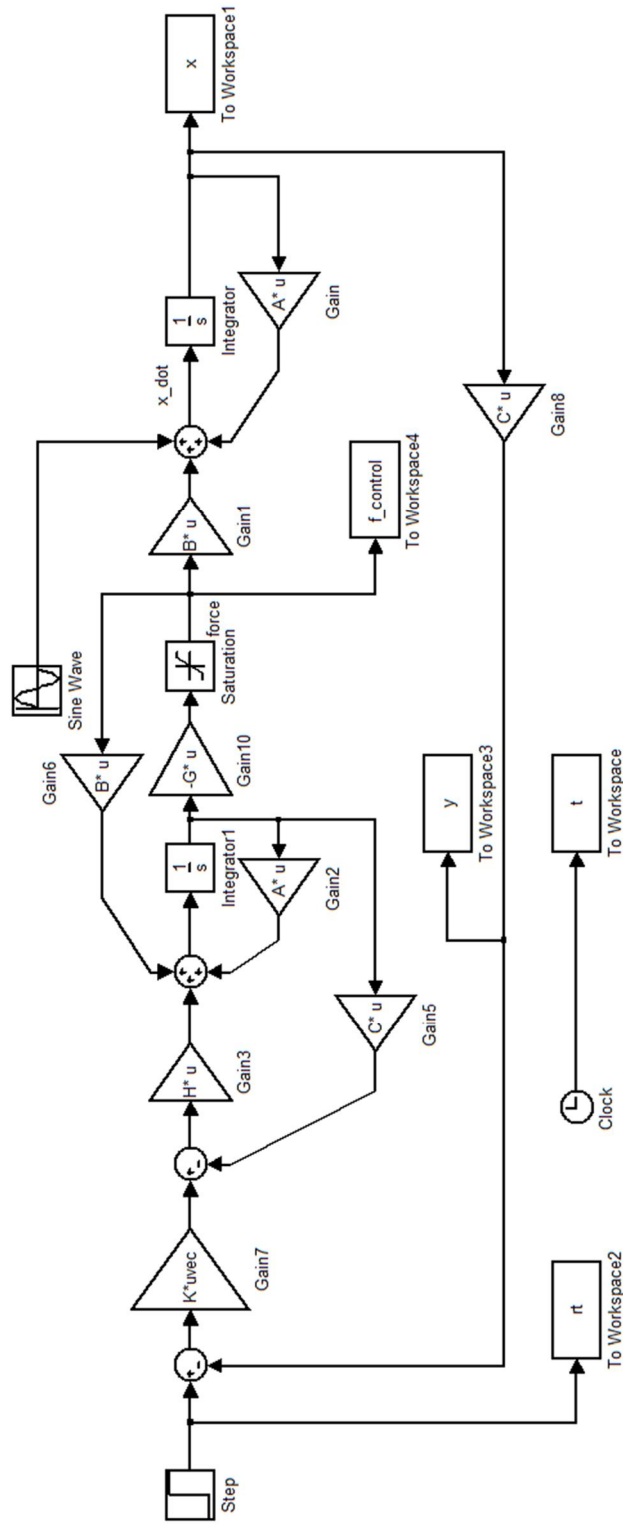 Step
rt
To Workspace2
K*uvec
Gain7
H* u
Gain3
C* u
Gain5
1
s
Integrator1
A* u
Gain2
B* u
Gain6
-G* u
Gain10
Saturation
force
Sine Wave
B* u
Gain1
f_control
To Workspace4
x_dot
1
s
Integrator
A* u
Gain
x
To Workspace1
C* u
Gain8
y
To Workspace3
Clock
t
To Workspace